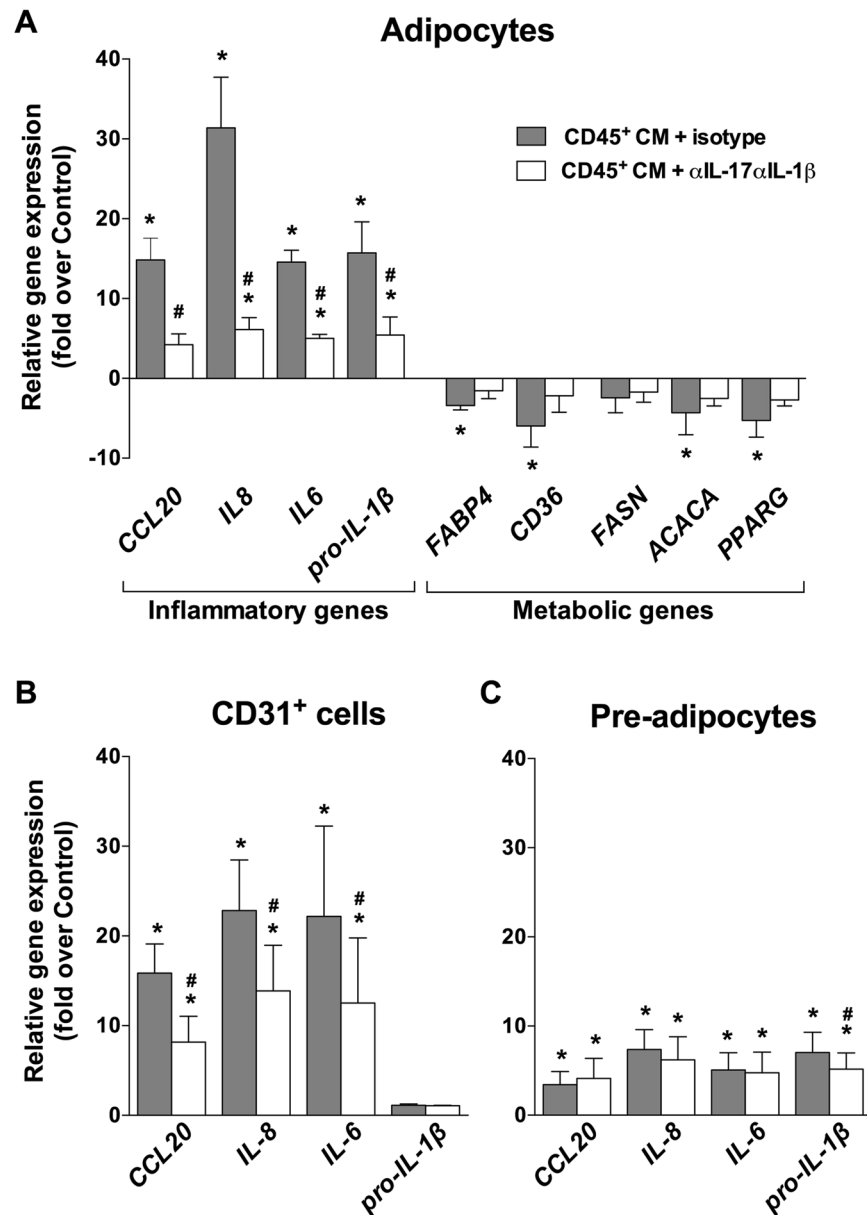 A
Adipocytes
Relative gene expression
(fold over Control)
40
30
20
10
0
-10
CD45⁺ CM + isotype
CD45⁺ CM + αIL-17αIL-1β
*
*
*
*
#
#
*
#
*
#
*
*
*
*
*
CCL20
IL8
IL6
pro-IL-1β
FABP4
CD36
FASN
ACACA
PPARG
Inflammatory genes
Metabolic genes
B
CD31⁺ cells
Relative gene expression
(fold over Control)
40
30
20
10
0
*
#
*
*
#
*
*
#
*
CCL20
IL-8
IL-6
pro-IL-1β
C
Pre-adipocytes
40
30
20
10
0
*
*
*
*
*
*
*
#
*
CCL20
IL-8
IL-6
pro-IL-1β